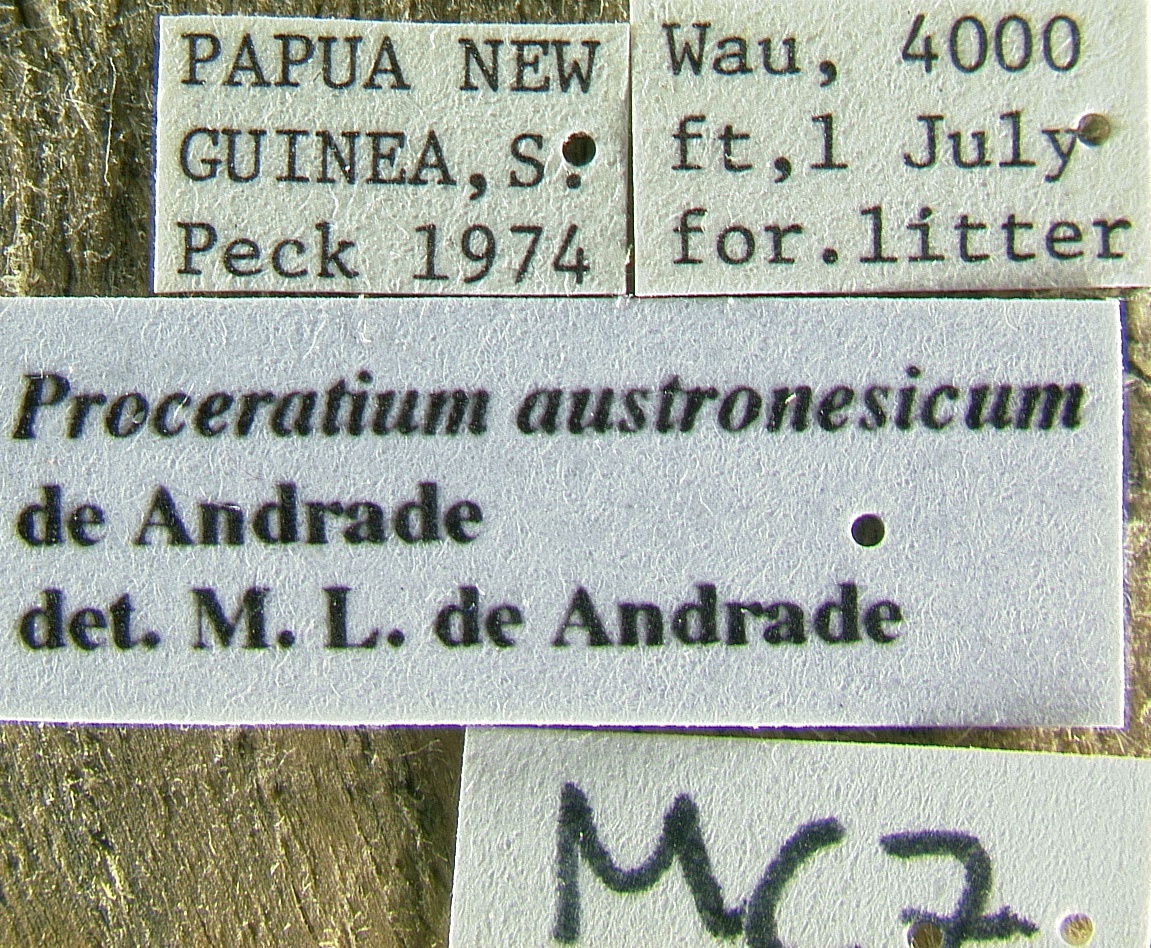 PAPUA NEW
GUINEA,S.
Peck 1974
Wau, 4000
ft,1 July
for.litter
Proceratium austronesicum
de Andrade
det. M. L. de Andrade
MCZ